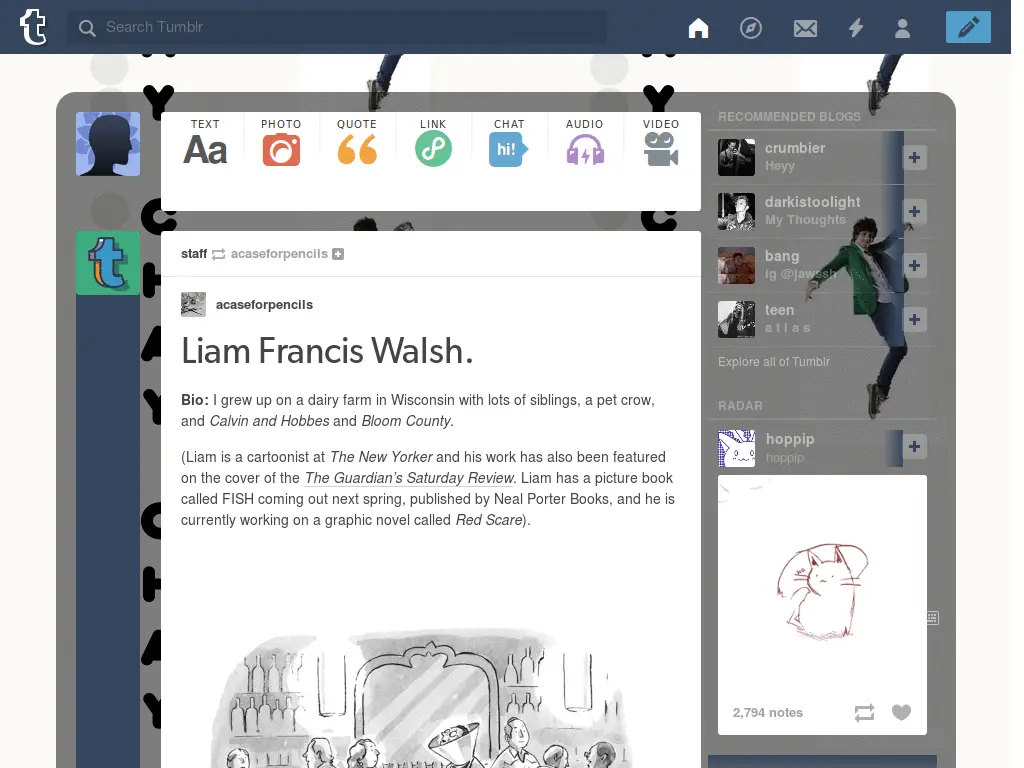 Search Tumblr
TEXT
PHOTO
QUOTE
LINK
CHAT
AUDIO
VIDEO
Aa
hi!
staff acaseforpencils
acaseforpencils
Liam Francis Walsh.
Bio: I grew up on a dairy farm in Wisconsin with lots of siblings, a pet crow,
and Calvin and Hobbes and Bloom County.
(Liam is a cartoonist at The New Yorker and his work has also been featured
on the cover of the The Guardian's Saturday Review. Liam has a picture book
called FISH coming out next spring, published by Neal Porter Books, and he is
currently working on a graphic novel called Red Scare).
RECOMMENDED BLOGS
crumbier
Heyy
darkistoolight
My Thoughts
bang
ig @jawssh
teen
a t l a s
Explore all of Tumblr
RADAR
hoppip
hoppip
2,794 notes
Y
Y
C
C
H
A
Y
C
H
A
Y